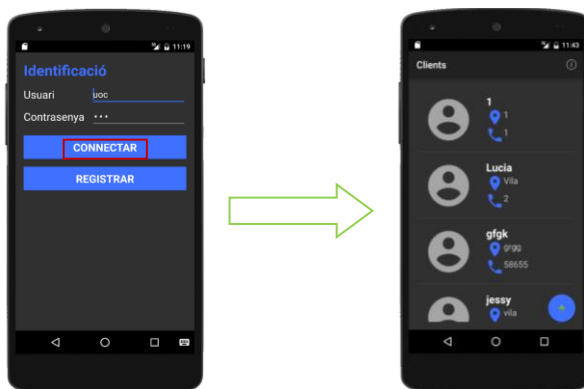 11:19
Identificació
Usuari uoc
Contrasenya •••
CONNECTAR
REGISTRAR
11:43
Clients
1
1
1
Lucia
Vila
2
gfgk
grgg
58655
jessy
vila
+